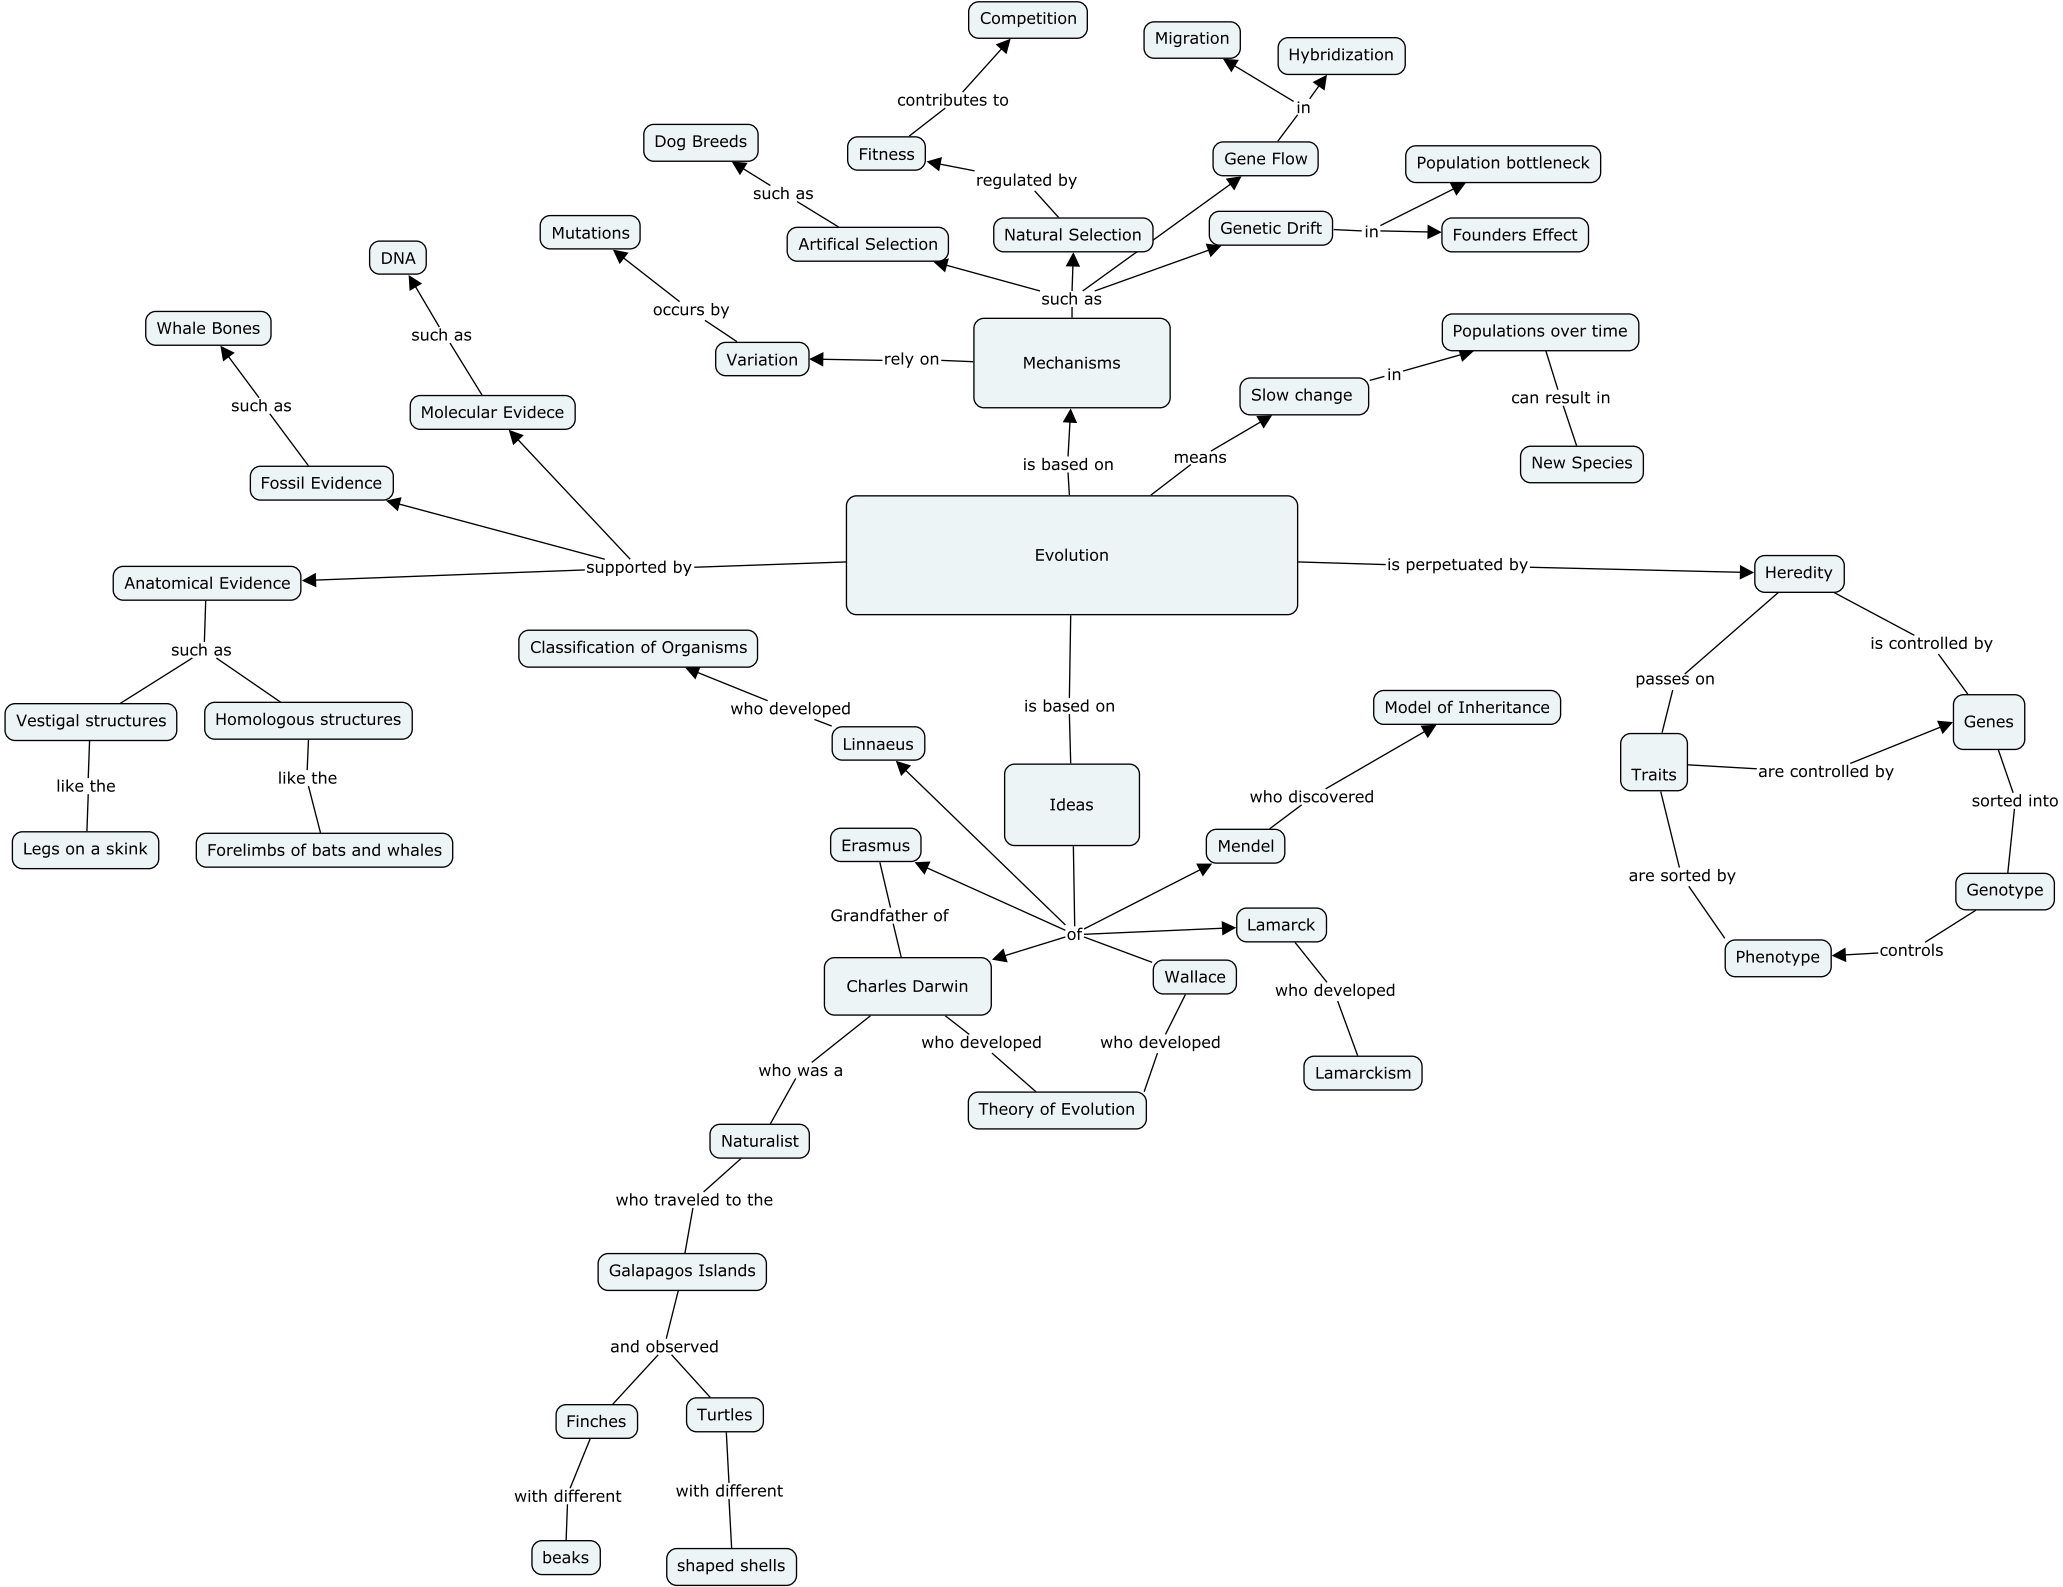 Competition
Migration
Hybridization
contributes to
in
Dog Breeds
Fitness
Gene Flow
Population bottleneck
regulated by
such as
Mutations
Artifical Selection
Natural Selection
Genetic Drift
in
Founders Effect
DNA
such as
occurs by
Whale Bones
such as
Variation
rely on
Mechanisms
Populations over time
in
Slow change
can result in
such as
Molecular Evidece
means
is based on
New Species
Fossil Evidence
Evolution
supported by
is perpetuated by
Heredity
Anatomical Evidence
such as
Classification of Organisms
is controlled by
passes on
who developed
is based on
Model of Inheritance
Vestigal structures
Homologous structures
Genes
Linnaeus
Traits
are controlled by
like the
like the
Ideas
who discovered
sorted into
Legs on a skink
Forelimbs of bats and whales
Erasmus
Mendel
are sorted by
Genotype
Grandfather of
of
Lamarck
controls
Phenotype
Charles Darwin
Wallace
who developed
who developed
who developed
who was a
Lamarckism
Theory of Evolution
Naturalist
who traveled to the
Galapagos Islands
and observed
Finches
Turtles
with different
with different
beaks
shaped shells